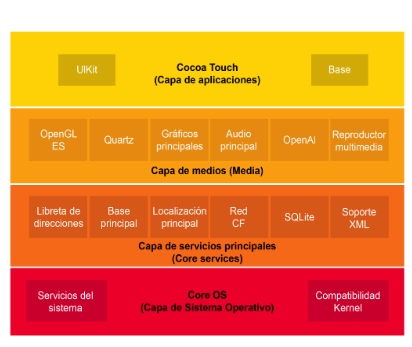 UIKit
Cocoa Touch
(Capa de aplicaciones)
Base
OpenGL
ES
Quartz
Gráficos
principales
Audio
principal
OpenAl
Reproductor
multimedia
Capa de medios (Media)
Libreta de
direcciones
Base
principal
Localización
principal
Red
CF
SQLite
Soporte
XML
Capa de servicios principales
(Core services)
Servicios del
sistema
Core OS
(Capa de Sistema Operativo)
Compatibilidad
Kernel